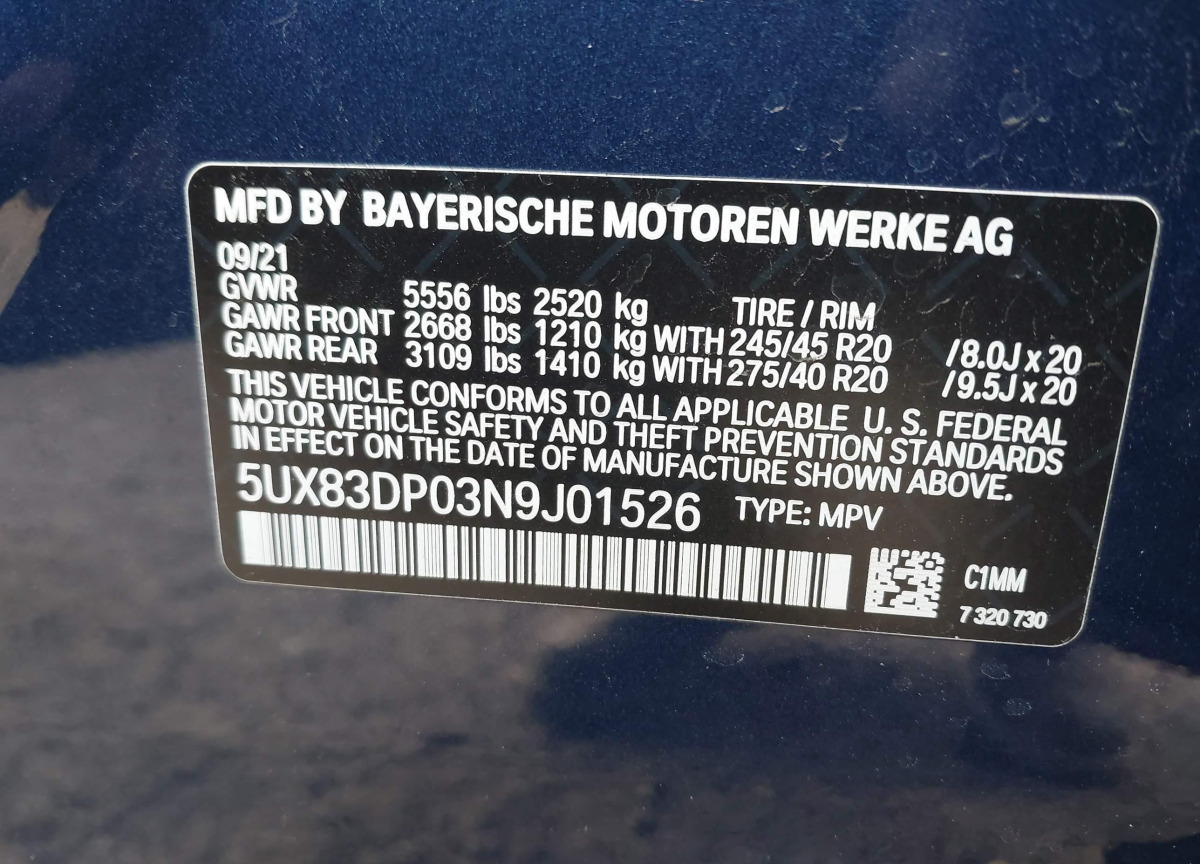 MFD BY BAYERISCHE MOTOREN WERKE AG
09/21
GVWR 5556 lbs 2520 kg TIRE / RIM
GAWR FRONT 2668 lbs 1210 kg WITH 245/45 R20 /8.0J x 20
GAWR REAR 3109 lbs 1410 kg WITH 275/40 R20 /9.5J x 20
THIS VEHICLE CONFORMS TO ALL APPLICABLE U. S. FEDERAL
MOTOR VEHICLE SAFETY AND THEFT PREVENTION STANDARDS
IN EFFECT ON THE DATE OF MANUFACTURE SHOWN ABOVE.
5UX83DP03N9J01526 TYPE: MPV
C1MM
7 320 730